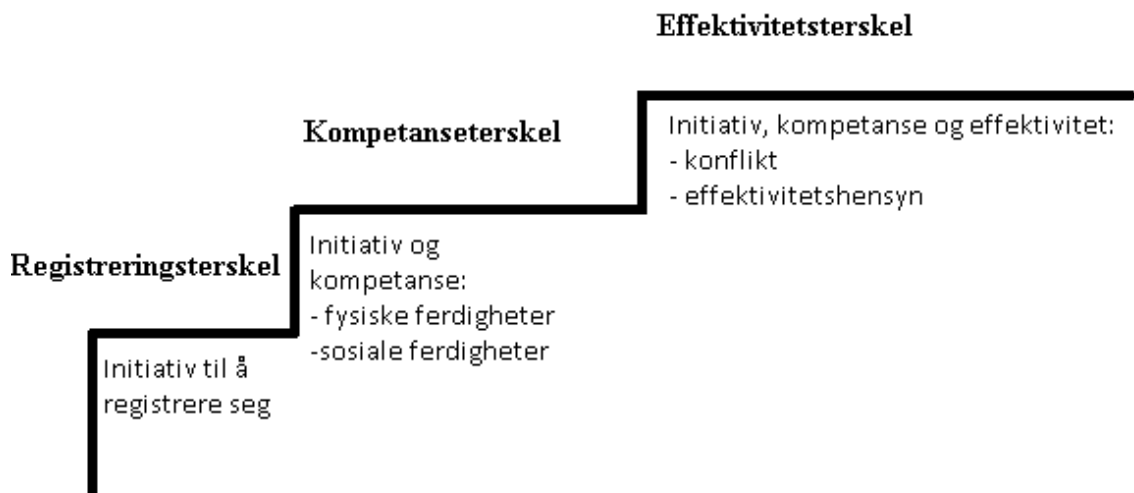 Effektivitetsterskel
Initiativ, kompetanse og effektivitet:
- konflikt
- effektivitetshensyn
Kompetanseterskel
Initiativ og
kompetanse:
- fysiske ferdigheter
-sosiale ferdigheter
Registreringsterskel
Initiativ til å
registrere seg